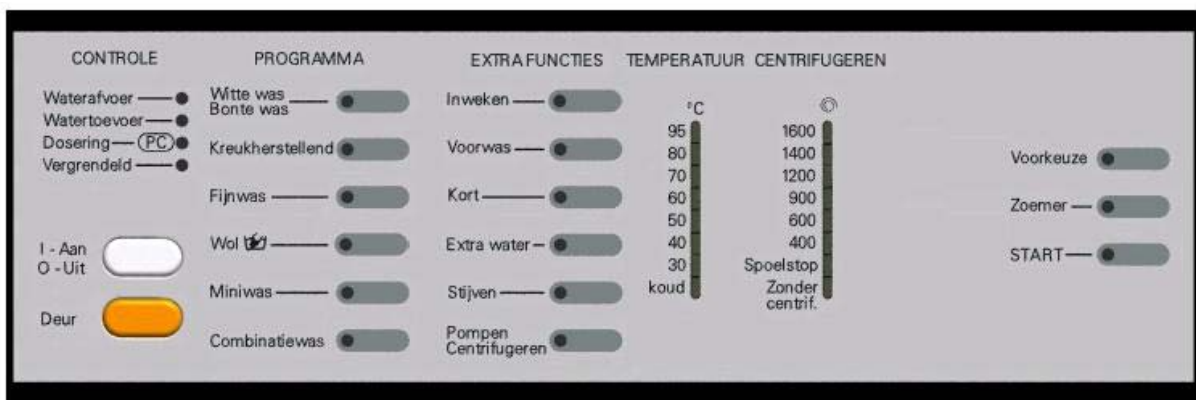 CONTROLE
Waterafvoer
Watertoevoer
Dosering PC
Vergrendeld
I - Aan
O - Uit
Deur
PROGRAMMA
Witte was
Bonte was
Kreukherstellend
Fijnwas
Wol
Miniwas
Combinatiewas
EXTRA FUNCTIES
Inweken
Voorwas
Kort
Extra water
Stijven
Pompen
Centrifugeren
TEMPERATUUR
°C
95
80
70
60
50
40
30
koud
CENTRIFUGEREN
1600
1400
1200
900
600
400
Spoelstop
Zonder
centrif.
Voorkeuze
Zoemer
START